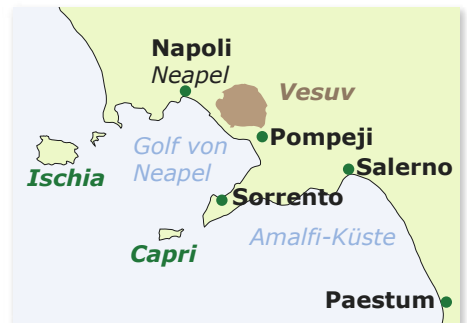 Napoli
Neapel
Vesuv
Pompeji
Golf von
Neapel
Salerno
Ischia
Sorrento
Amalfi-Küste
Capri
Paestum